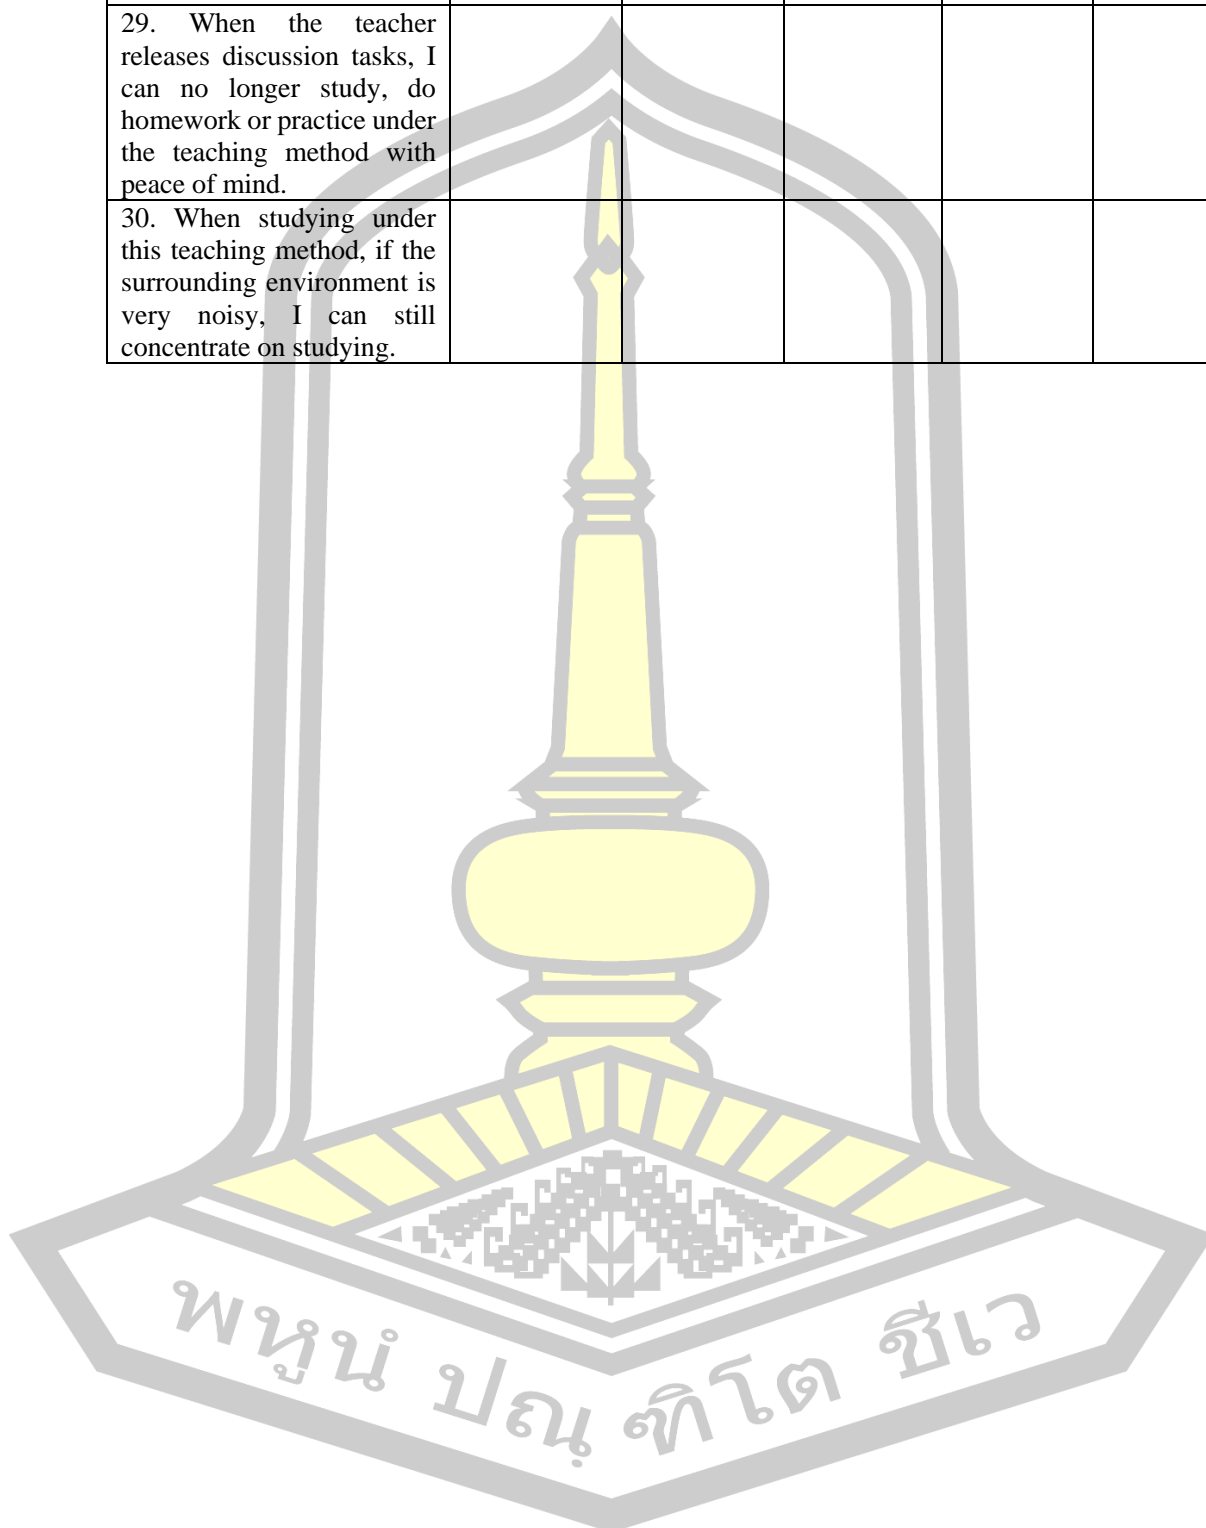 29. When the teacher
releases discussion tasks, I
can no longer study, do
homework or practice under
the teaching method with
peace of mind.
30. When studying under
this teaching method, if the
surrounding environment is
very noisy, I can still
concentrate on studying.
พหูนํ ปณฺฑิโต ชีเว